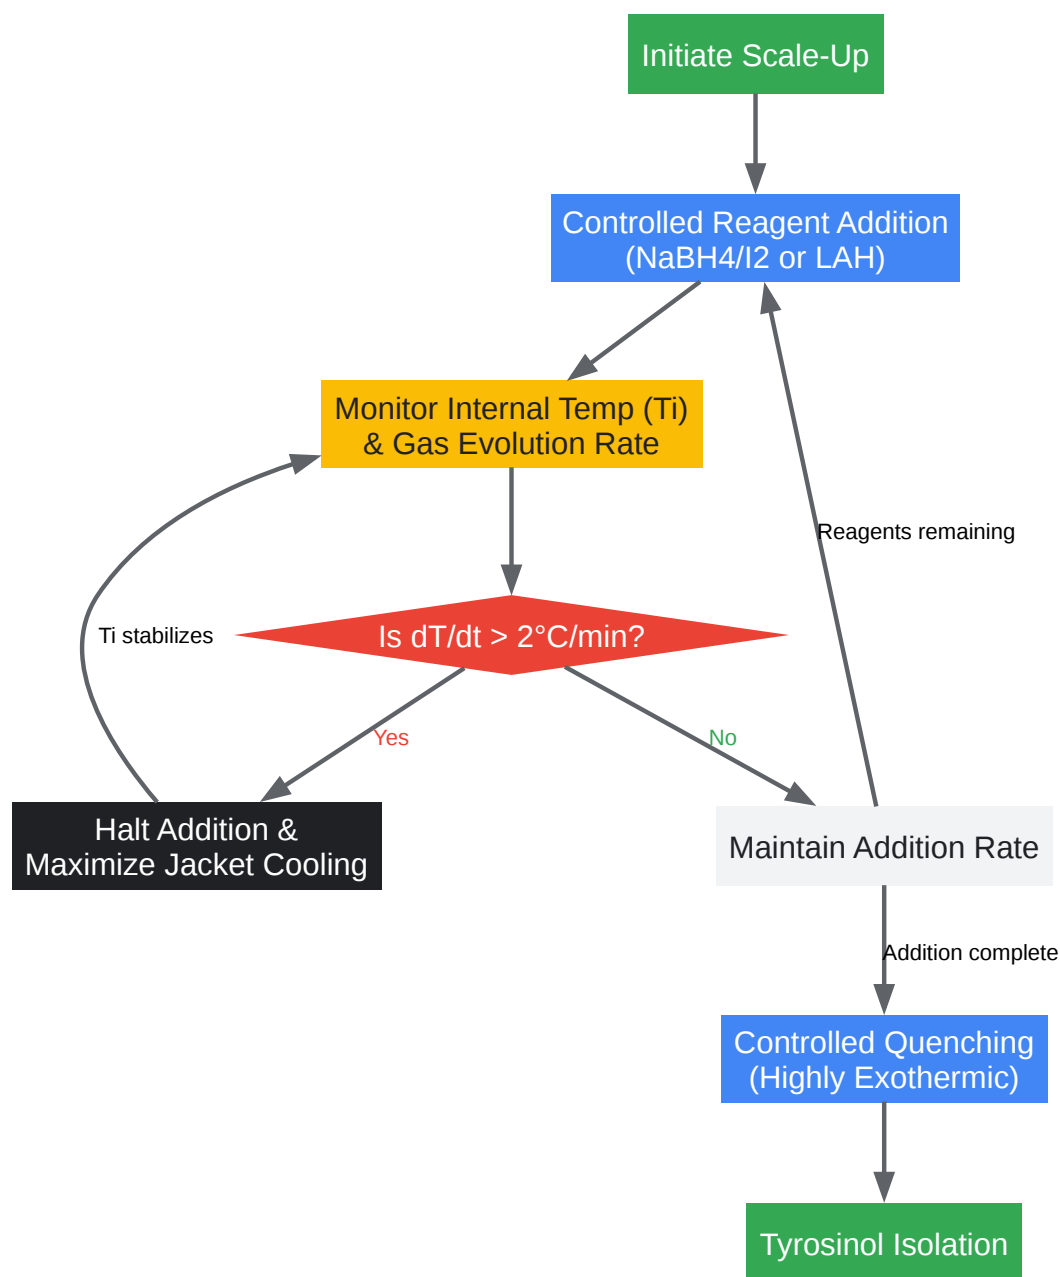 Initiate Scale-Up
Controlled Reagent Addition
(NaBH4/I2 or LAH)
Monitor Internal Temp (Ti)
& Gas Evolution Rate
Reagents remaining
Ti stabilizes
Is dT/dt > 2°C/min?
Yes
No
Halt Addition &
Maximize Jacket Cooling
Maintain Addition Rate
Addition complete
Controlled Quenching
(Highly Exothermic)
Tyrosinol Isolation